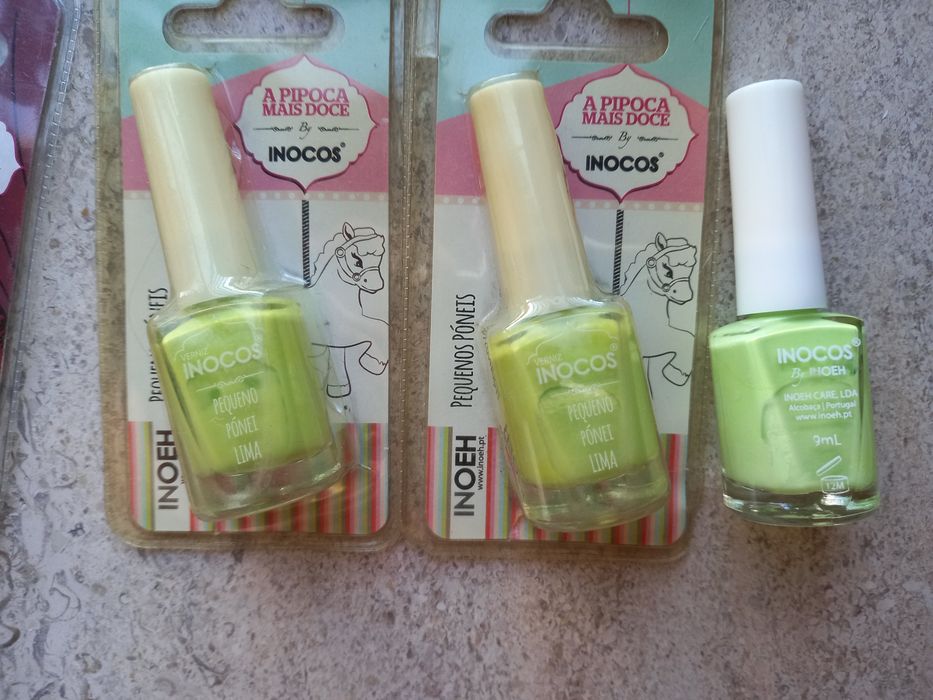 A PIPOCA
MAIS DOCE
By
INOCOS®
VERNIZ
INOCOS®
PEQUENO
PÓNEI
LIMA
INOEH
www.inoeh.pt
A PIPOCA
MAIS DOCE
By
INOCOS®
PEQUENOS PÓNEIS
VERNIZ
INOCOS®
PEQUENO
PÓNEI
LIMA
INOEH
www.inoeh.pt
INOCOS®
By INOEH
INOEH CARE, LDA
Alcobaça | Portugal
www.inoeh.pt
9mL
12M